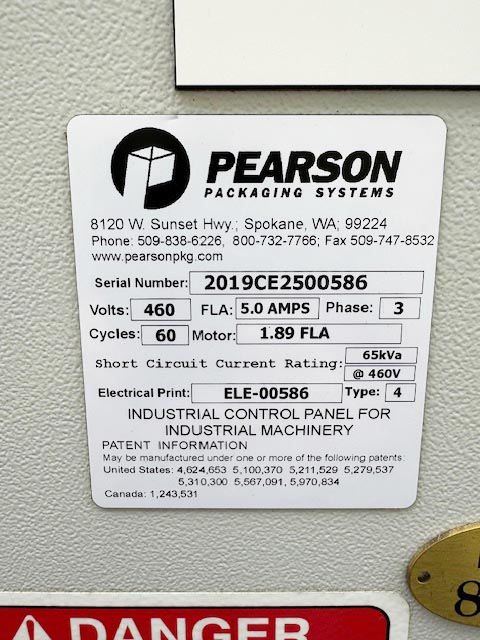 PEARSON
PACKAGING SYSTEMS
8120 W. Sunset Hwy.; Spokane, WA; 99224
Phone: 509-838-6226, 800-732-7766; Fax 509-747-8532
www.pearsonpkg.com
Serial Number: 2019CE2500586
Volts: 460 FLA: 5.0 AMPS Phase: 3
Cycles: 60 Motor: 1.89 FLA
Short Circuit Current Rating: 65kVa
@ 460V
Electrical Print: ELE-00586 Type: 4
INDUSTRIAL CONTROL PANEL FOR
INDUSTRIAL MACHINERY
PATENT INFORMATION
May be manufactured under one or more of the following patents:
United States: 4,624,653 5,100,370 5,211,529 5,279,537
5,310,300 5,567,091, 5,970,834
Canada: 1,243,531
8
DANGER